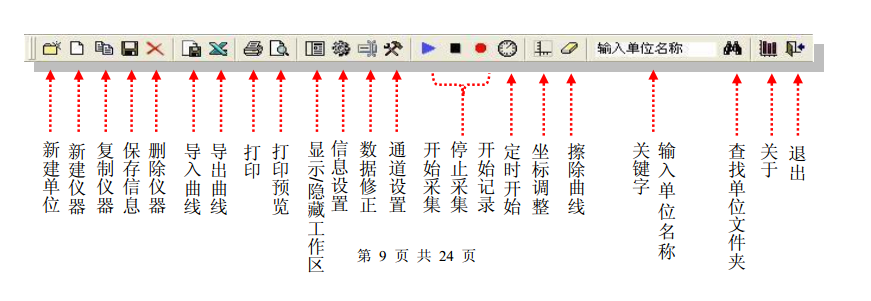 输入单位名称
新建单位
新建仪器
复制仪器
保存信息
删除仪器
导入曲线
导出曲线
打印
打印预览
显示/隐藏工作区
信息设置
数据修正
通道设置
开始采集
停止采集
开始记录
定时开始
坐标调整
擦除曲线
关键字
输入单位名称
查找单位文件夹
关于
退出
第 9 页 共 24 页